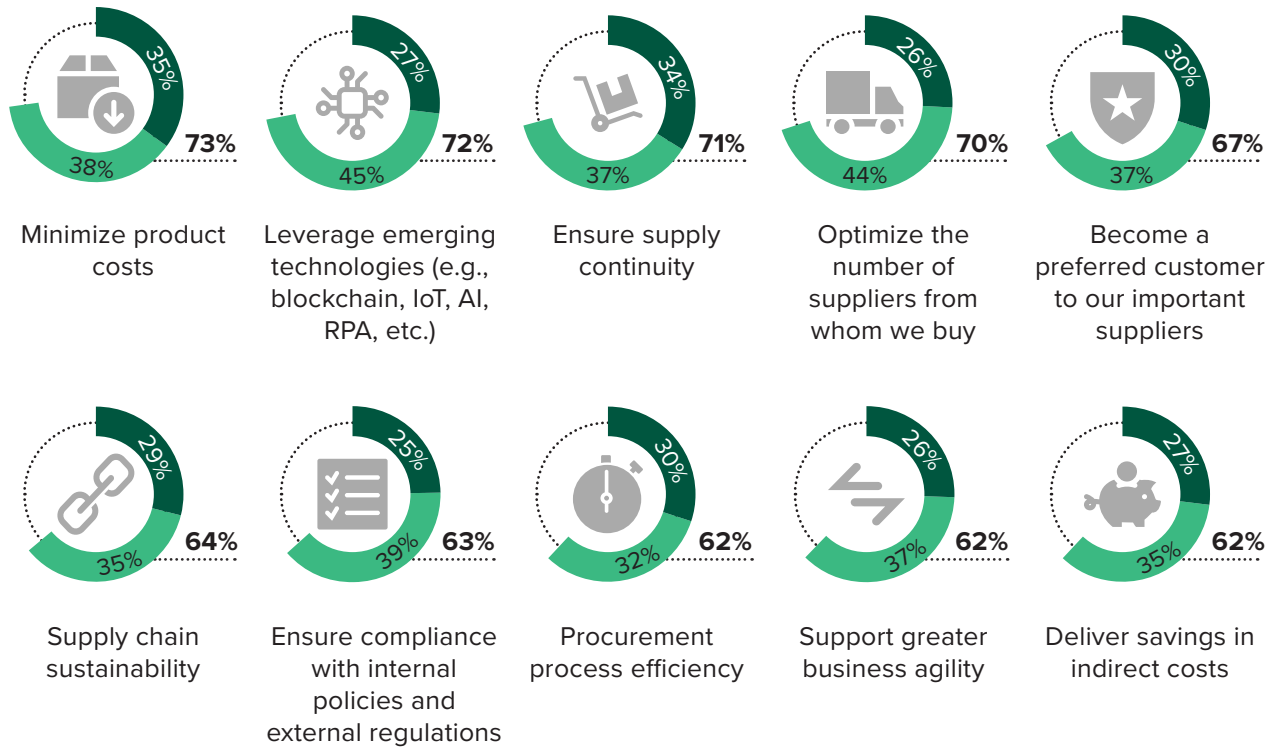 35%
73%
38%
Minimize product
costs
27%
72%
45%
Leverage emerging
technologies (e.g.,
blockchain, IoT, AI,
RPA, etc.)
34%
71%
37%
Ensure supply
continuity
26%
70%
44%
Optimize the
number of
suppliers from
whom we buy
30%
67%
37%
Become a
preferred customer
to our important
suppliers
29%
64%
35%
Supply chain
sustainability
25%
63%
39%
Ensure compliance
with internal
policies and
external regulations
30%
62%
32%
Procurement
process efficiency
26%
62%
37%
Support greater
business agility
27%
62%
35%
Deliver savings in
indirect costs